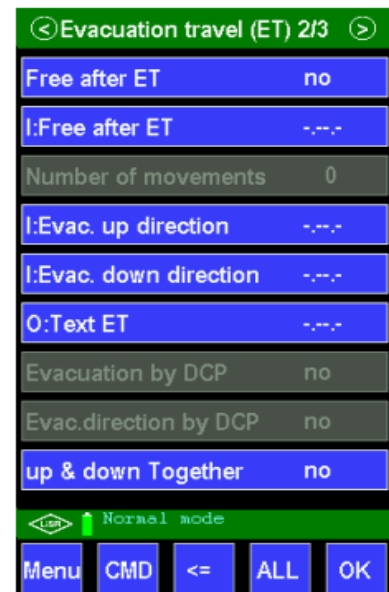 < Evacuation travel (ET) 2/3 >
Free after ET no
I:Free after ET -.--.-
Number of movements 0
I:Evac. up direction -.--.-
I:Evac. down direction -.--.-
O:Text ET -.--.-
Evacuation by DCP no
Evac.direction by DCP no
up & down Together no
LiSA Normal mode
Menu CMD <= ALL OK